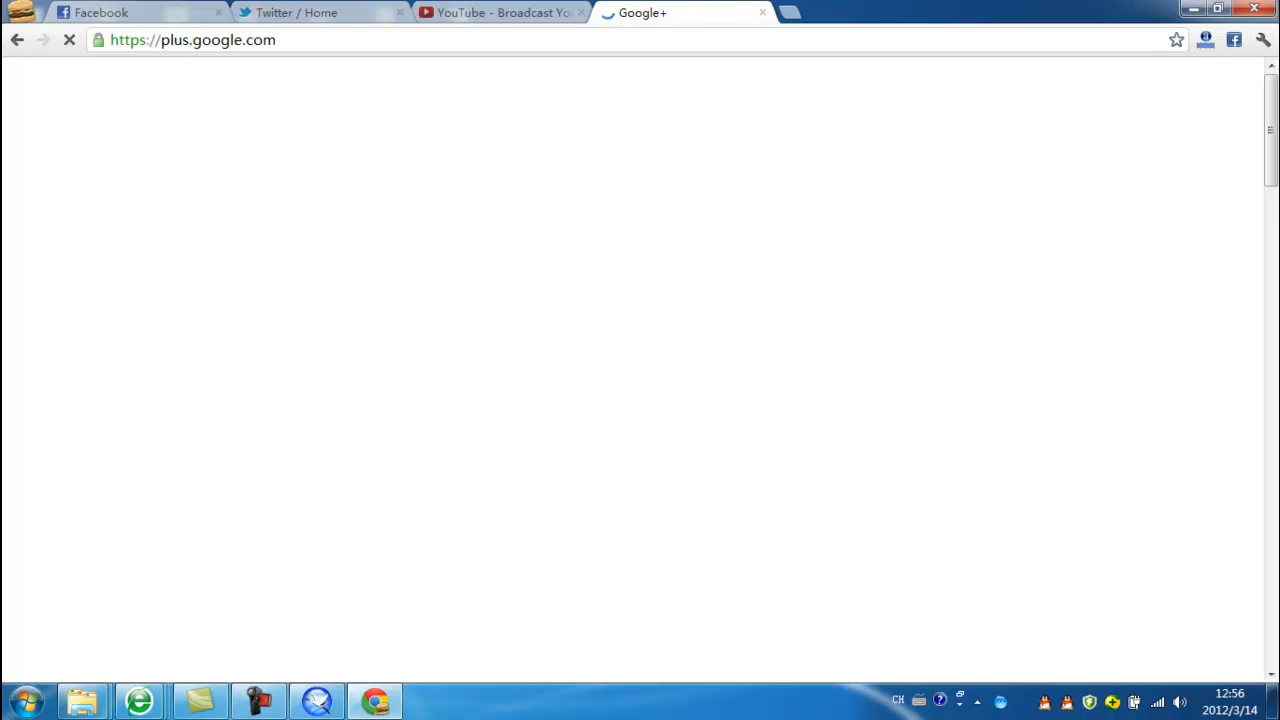 Facebook
Twitter / Home
YouTube - Broadcast Yo
Google+
https://plus.google.com
CH
12:56
2012/3/14